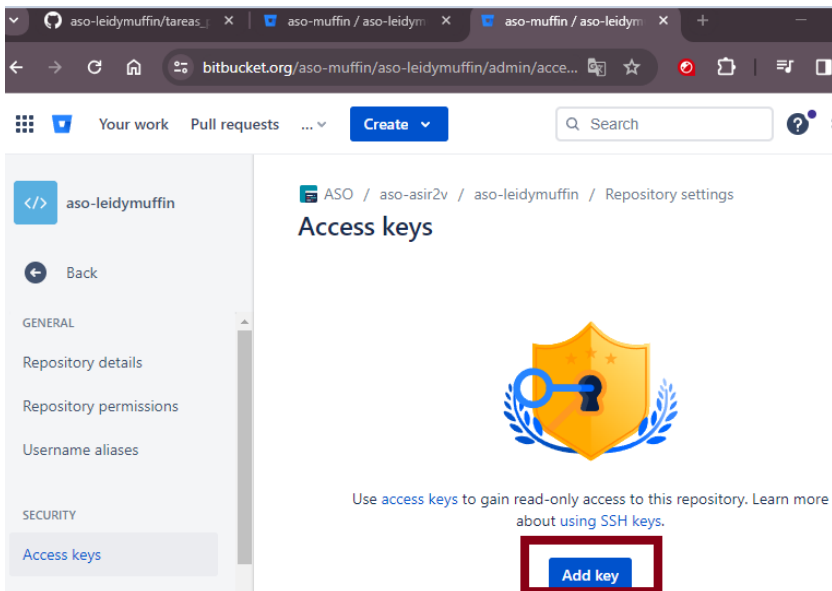 aso-leidymuffin/tareas_p
aso-muffin / aso-leidym
aso-muffin / aso-leidym
bitbucket.org/aso-muffin/aso-leidymuffin/admin/acce...
Your work Pull requests ... Create Search
</> aso-leidymuffin
ASO / aso-asir2v / aso-leidymuffin / Repository settings
Access keys
Back
GENERAL
Repository details
Repository permissions
Username aliases
SECURITY
Access keys
Use access keys to gain read-only access to this repository. Learn more
about using SSH keys.
Add key